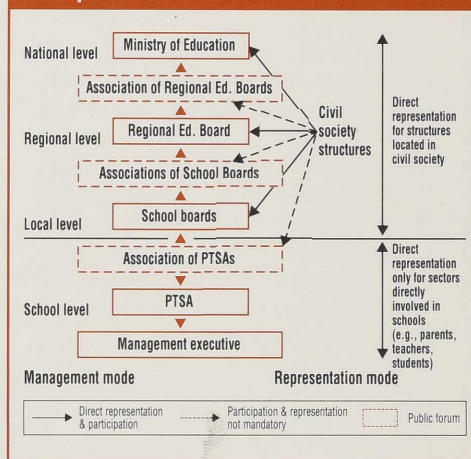 National level
Ministry of Education
Association of Regional Ed. Boards
Regional level
Regional Ed. Board
Associations of School Boards
Local level
School boards
Association of PTSAs
School level
PTSA
Management executive
Civil
society
structures
Direct
representation
for structures
located in
civil society
Direct
representation
only for sectors
directly
involved in
schools
(e.g., parents,
teachers,
students)
Management mode
Representation mode
Direct representation
& participation
Participation & representation
not mandatory
Public forum